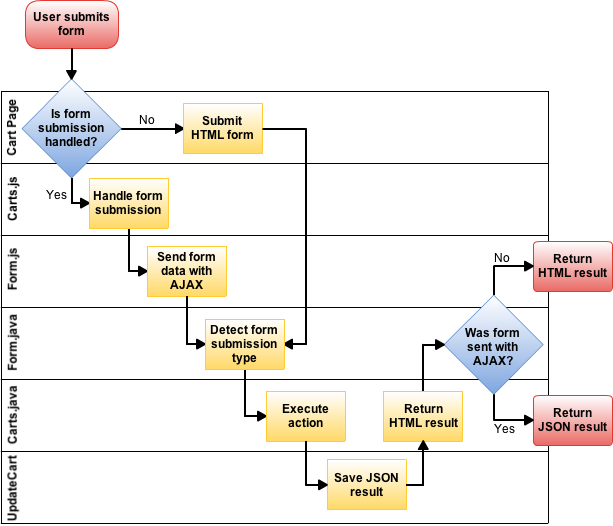 User submits
form
Cart Page
Is form
submission
handled?
No
Submit
HTML form
Yes
Carts.js
Handle form
submission
Form.js
Send form
data with
AJAX
No
Return
HTML result
Form.java
Detect form
submission
type
Was form
sent with
AJAX?
Carts.java
Execute
action
Return
HTML result
Yes
Return
JSON result
UpdateCart
Save JSON
result